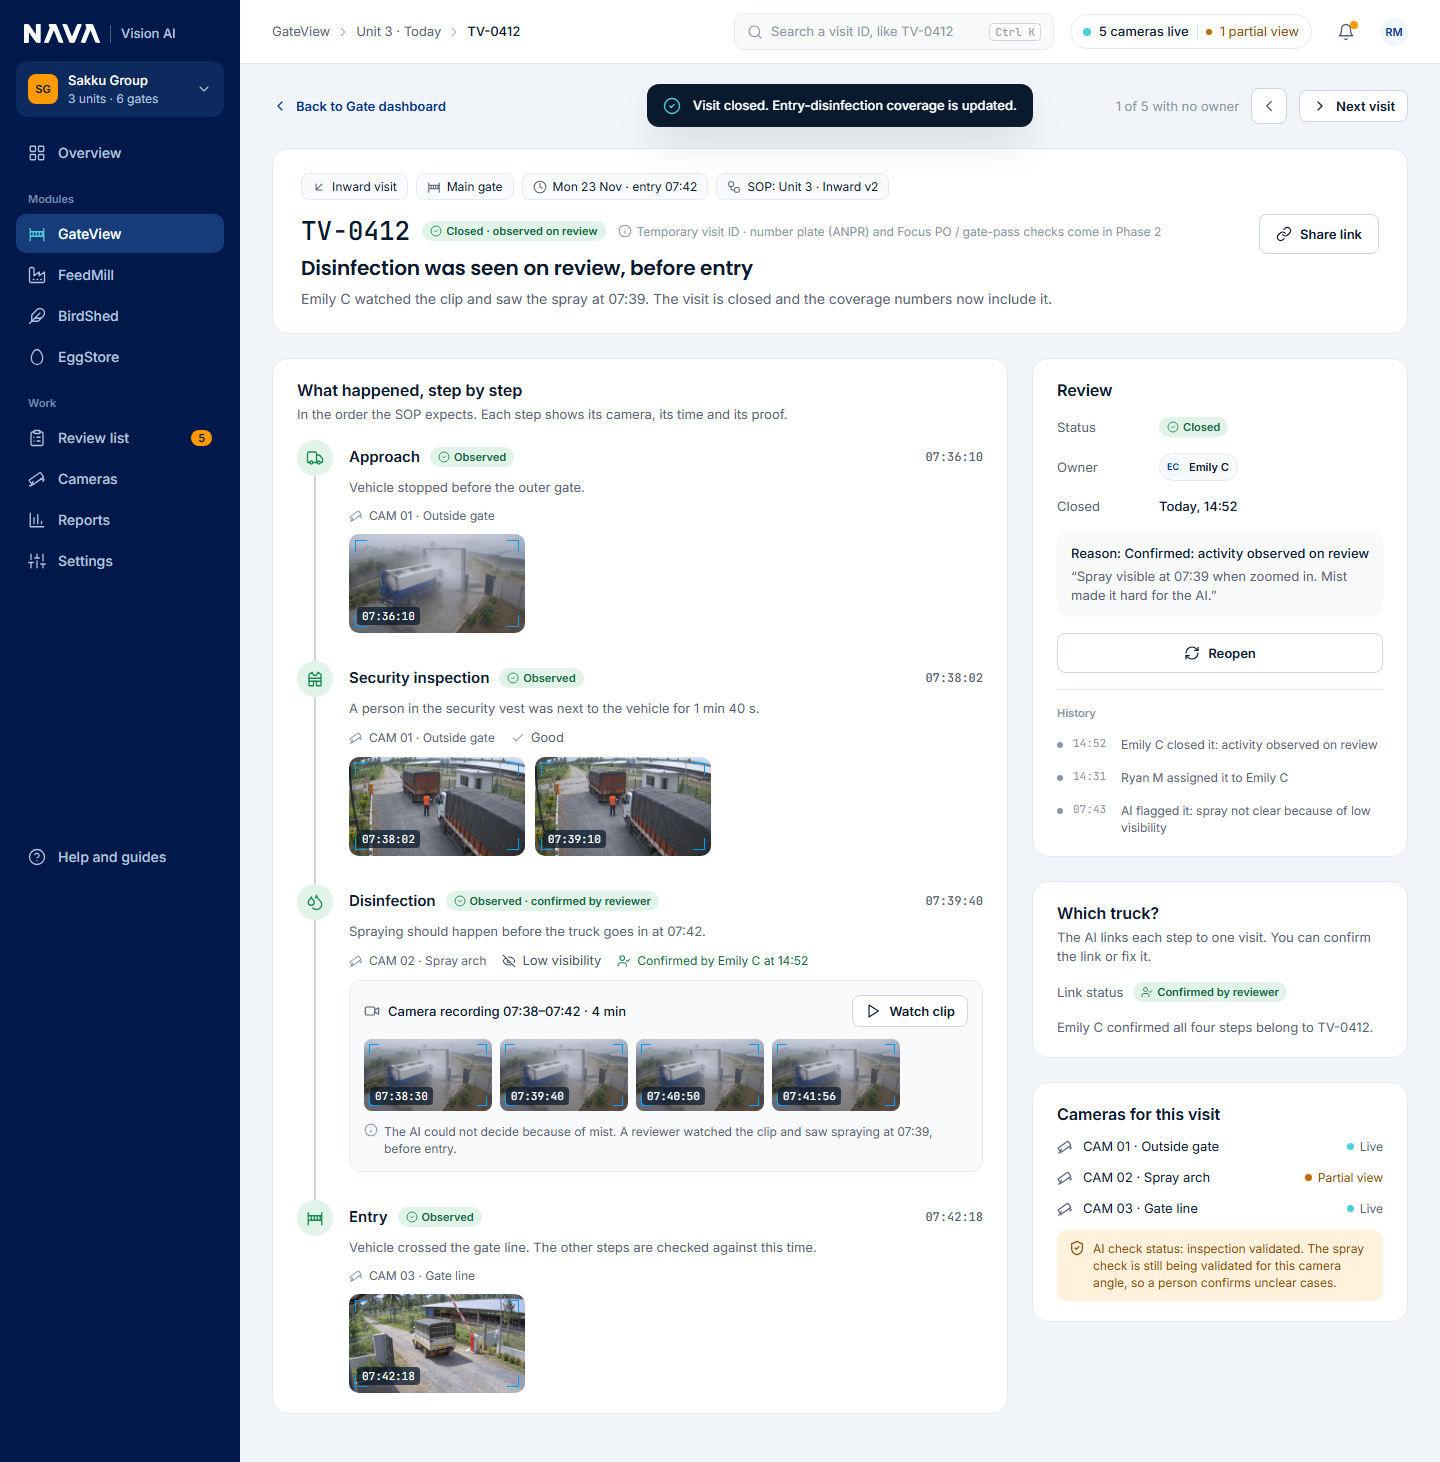 NAVA
Vision AI
SG
Sakku Group
3 units · 6 gates
Overview
Modules
GateView
FeedMill
BirdShed
EggStore
Work
Review list
5
Cameras
Reports
Settings
Help and guides
GateView > Unit 3 · Today > TV-0412
Search a visit ID, like TV-0412
Ctrl K
5 cameras live
1 partial view
RM
Back to Gate dashboard
Visit closed. Entry-disinfection coverage is updated.
1 of 5 with no owner
Next visit
Inward visit
Main gate
Mon 23 Nov · entry 07:42
SOP: Unit 3 · Inward v2
TV-0412
Closed · observed on review
Temporary visit ID · number plate (ANPR) and Focus PO / gate-pass checks come in Phase 2
Share link
Disinfection was seen on review, before entry
Emily C watched the clip and saw the spray at 07:39. The visit is closed and the coverage numbers now include it.
What happened, step by step
In the order the SOP expects. Each step shows its camera, its time and its proof.
Approach
Observed
07:36:10
Vehicle stopped before the outer gate.
CAM 01 · Outside gate
07:36:10
Security inspection
Observed
07:38:02
A person in the security vest was next to the vehicle for 1 min 40 s.
CAM 01 · Outside gate
Good
07:38:02
07:39:10
Disinfection
Observed · confirmed by reviewer
07:39:40
Spraying should happen before the truck goes in at 07:42.
CAM 02 · Spray arch
Low visibility
Confirmed by Emily C at 14:52
Camera recording 07:38–07:42 · 4 min
Watch clip
07:38:30
07:39:40
07:40:50
07:41:56
The AI could not decide because of mist. A reviewer watched the clip and saw spraying at 07:39,
before entry.
Entry
Observed
07:42:18
Vehicle crossed the gate line. The other steps are checked against this time.
CAM 03 · Gate line
07:42:18
Review
Status
Closed
Owner
EC
Emily C
Closed
Today, 14:52
Reason: Confirmed: activity observed on review
“Spray visible at 07:39 when zoomed in. Mist
made it hard for the AI.”
Reopen
History
14:52
Emily C closed it: activity observed on review
14:31
Ryan M assigned it to Emily C
07:43
AI flagged it: spray not clear because of low
visibility
Which truck?
The AI links each step to one visit. You can confirm
the link or fix it.
Link status
Confirmed by reviewer
Emily C confirmed all four steps belong to TV-0412.
Cameras for this visit
CAM 01 · Outside gate
Live
CAM 02 · Spray arch
Partial view
CAM 03 · Gate line
Live
AI check status: inspection validated. The spray
check is still being validated for this camera
angle, so a person confirms unclear cases.